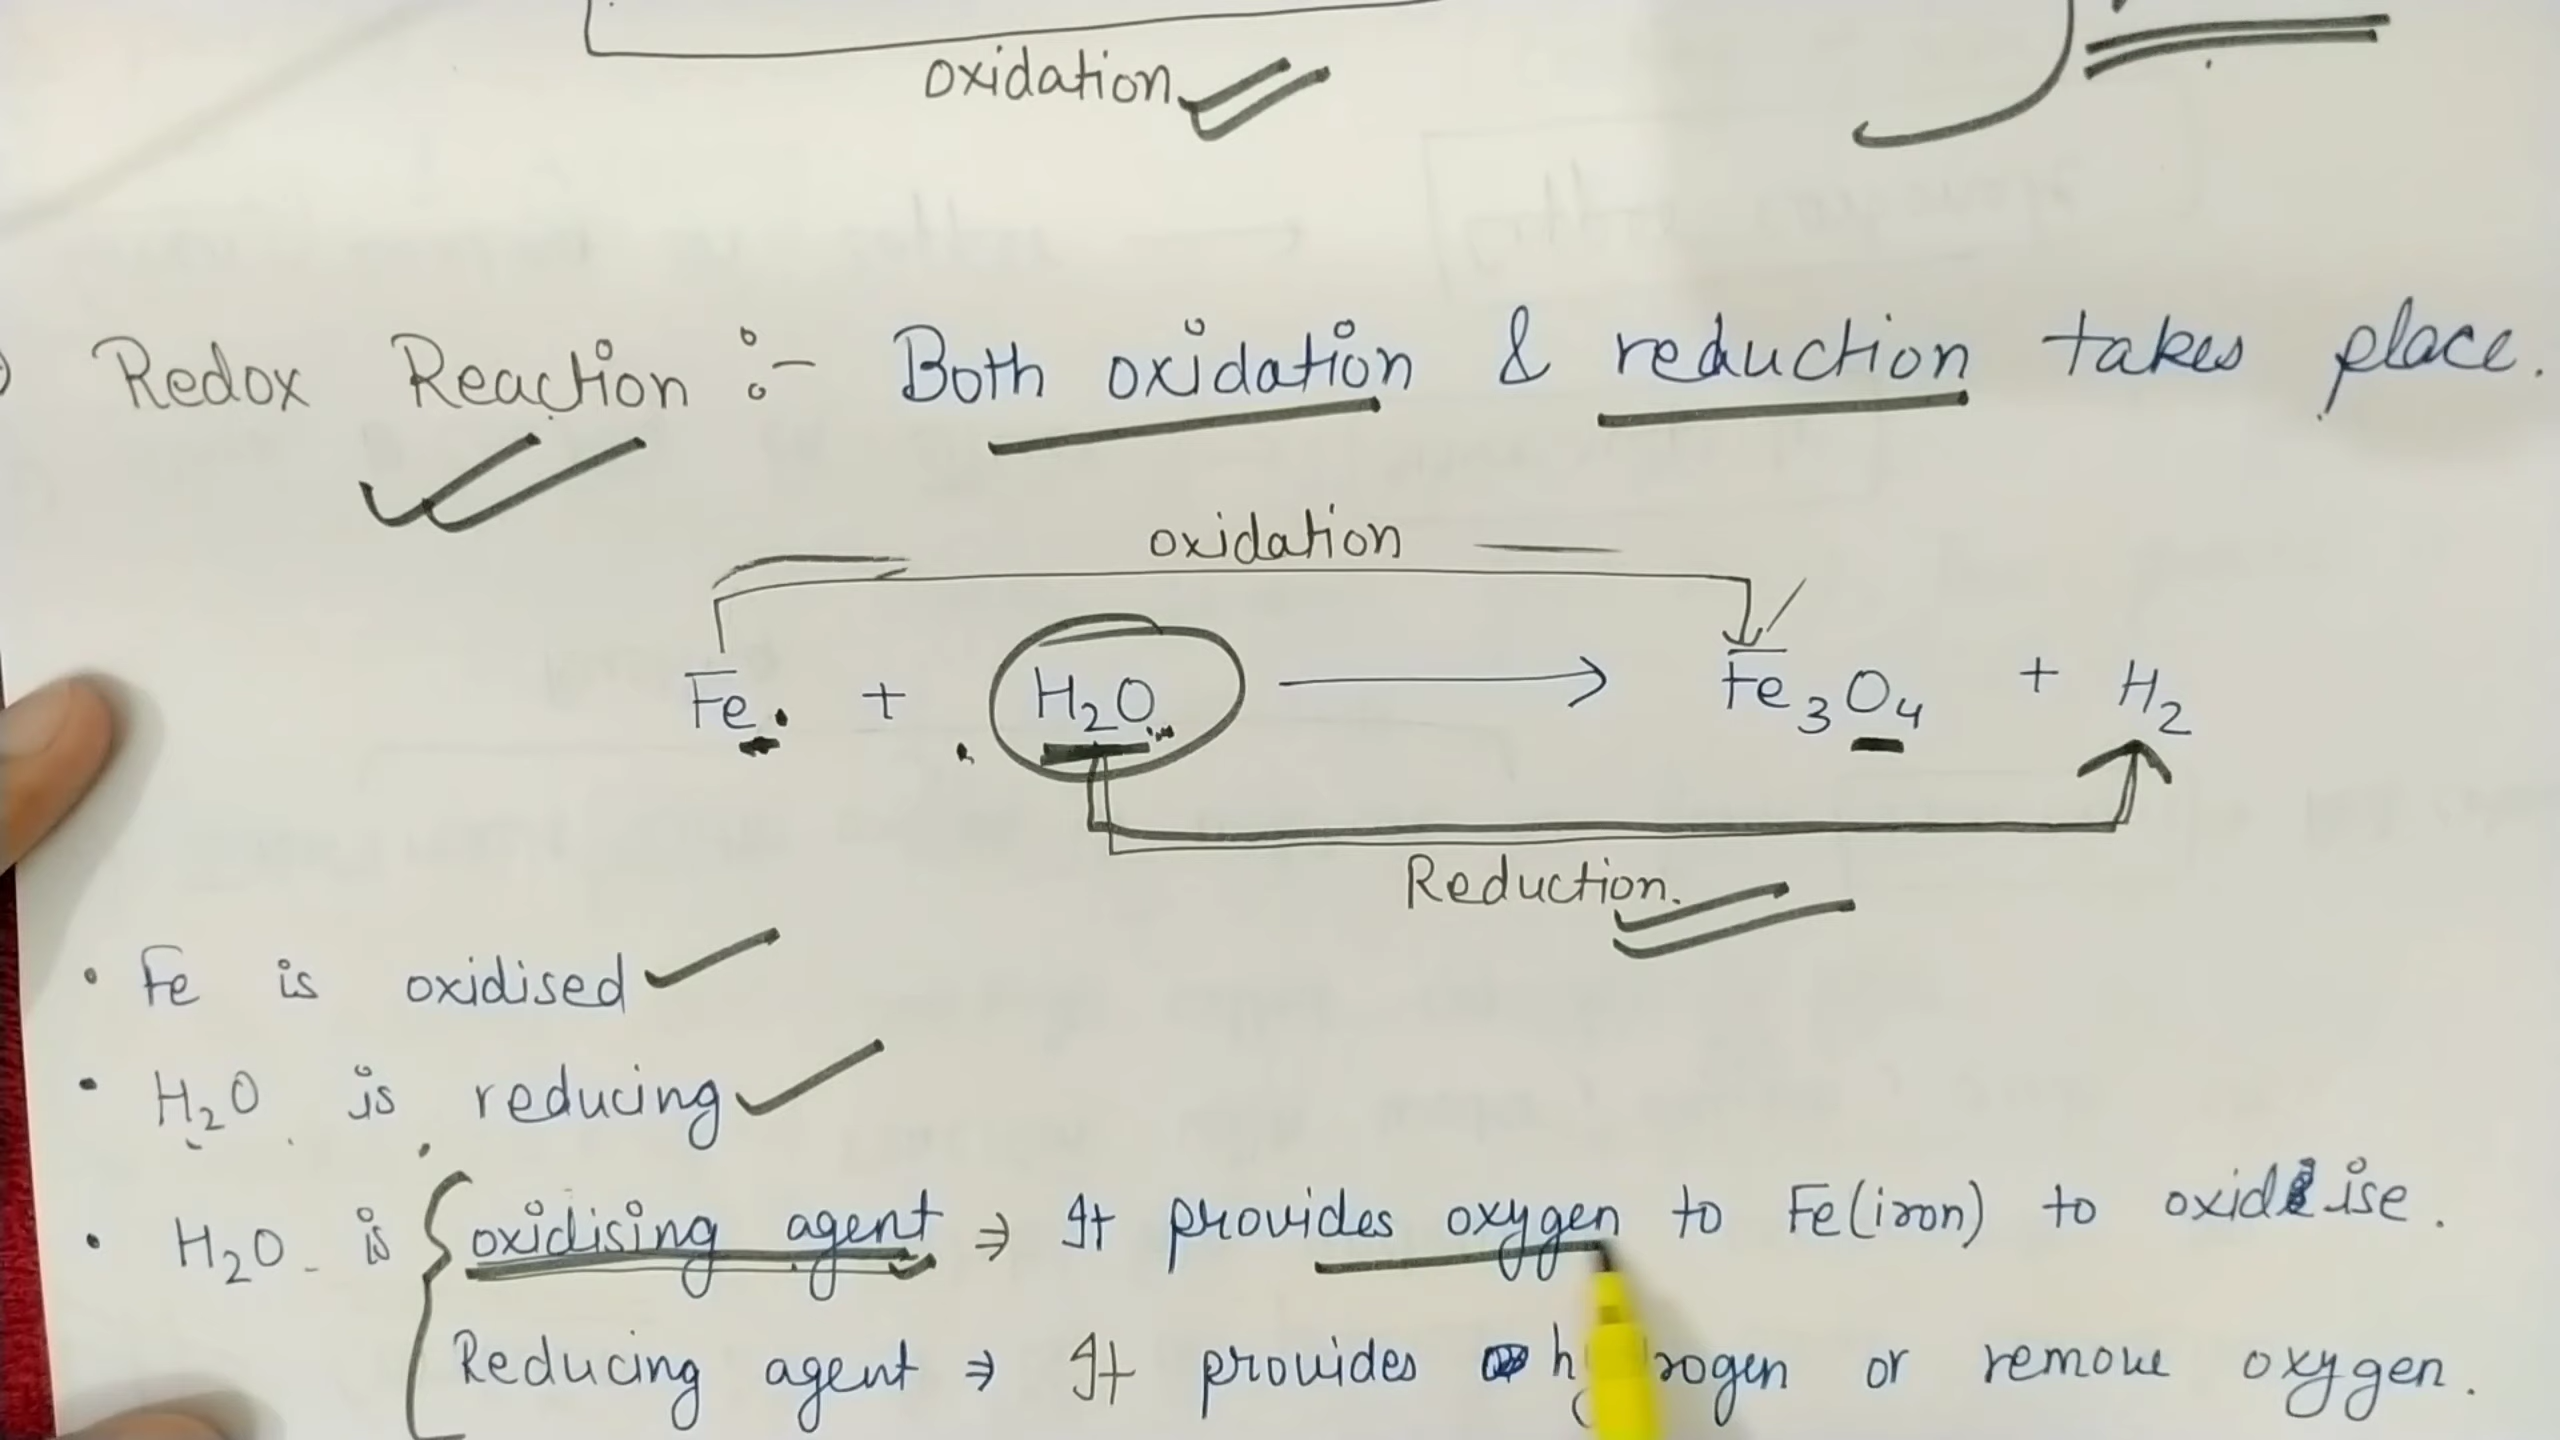 oxidation
Redox Reaction :- Both oxidation & reduction takes place.
oxidation
Fe + H₂O → Fe₃O₄ + H₂
Reduction.
• Fe is oxidised
• H₂O is reducing
• H₂O is { oxidising agent ⇒ It provides oxygen to Fe(iron) to oxidise.
Reducing agent ⇒ It provides hydrogen or remove oxygen.